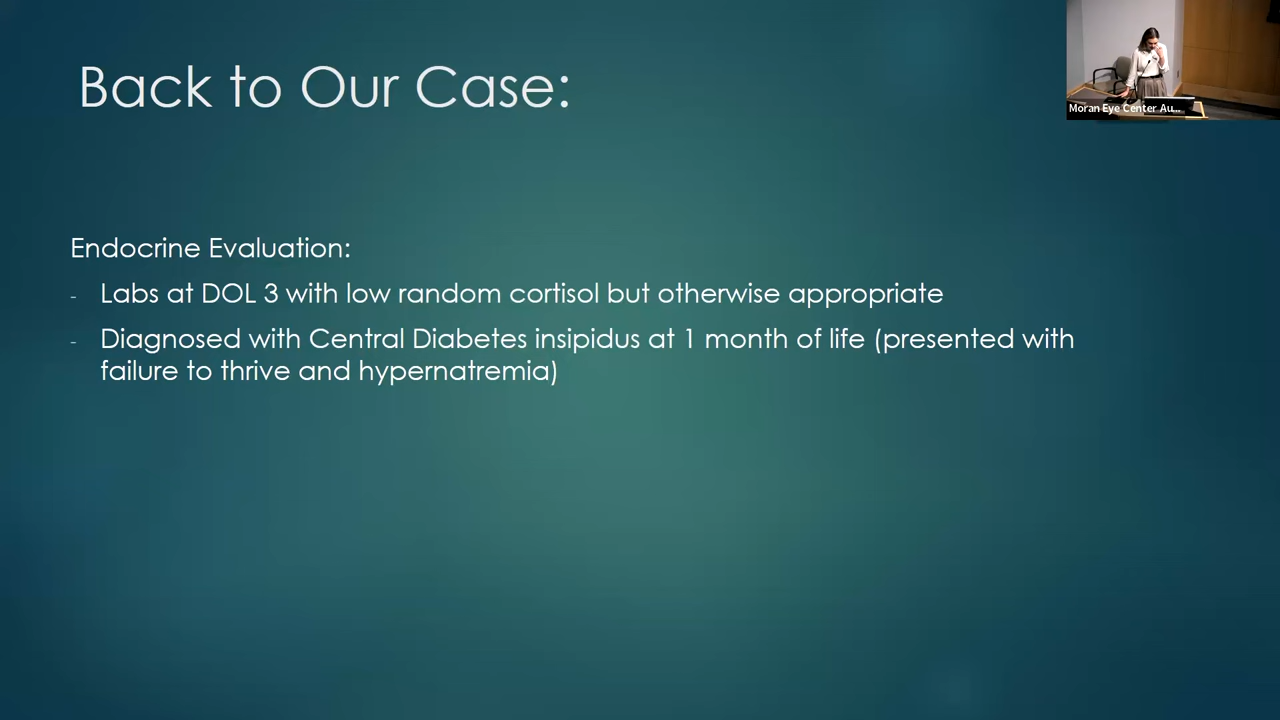 Back to Our Case:
Moran Eye Center Au...
Endocrine Evaluation:
- Labs at DOL 3 with low random cortisol but otherwise appropriate
- Diagnosed with Central Diabetes insipidus at 1 month of life (presented with
failure to thrive and hypernatremia)